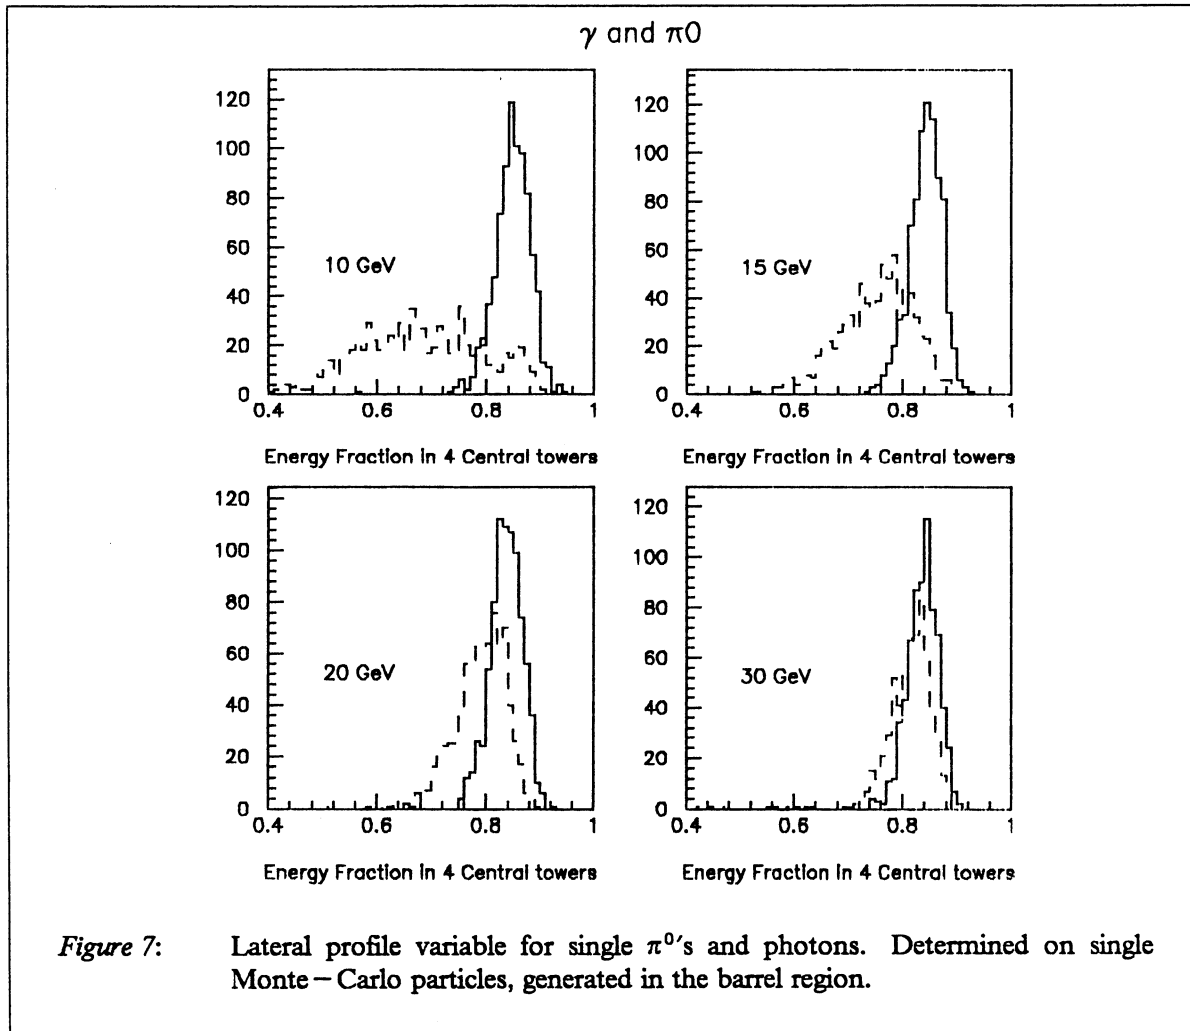 γ and π0
120
100
80
60
40
20
0
10 GeV
0.4 0.6 0.8 1
Energy Fraction in 4 Central towers
120
100
80
60
40
20
0
15 GeV
0.4 0.6 0.8 1
Energy Fraction in 4 Central towers
120
100
80
60
40
20
0
20 GeV
0.4 0.6 0.8 1
Energy Fraction in 4 Central towers
120
100
80
60
40
20
0
30 GeV
0.4 0.6 0.8 1
Energy Fraction in 4 Central towers
Figure 7: Lateral profile variable for single π⁰'s and photons. Determined on single
Monte−Carlo particles, generated in the barrel region.